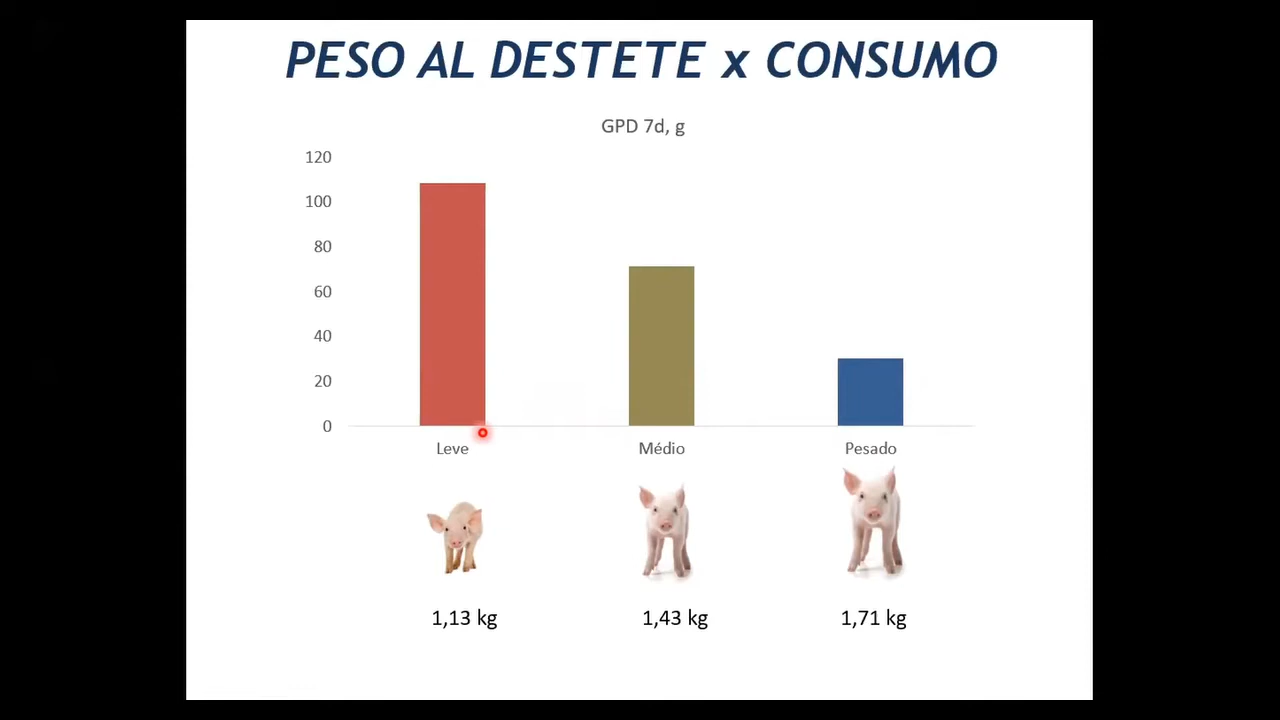 PESO AL DESTETE x CONSUMO
GPD 7d, g
120
100
80
60
40
20
0
Leve Médio Pesado
1,13 kg 1,43 kg 1,71 kg